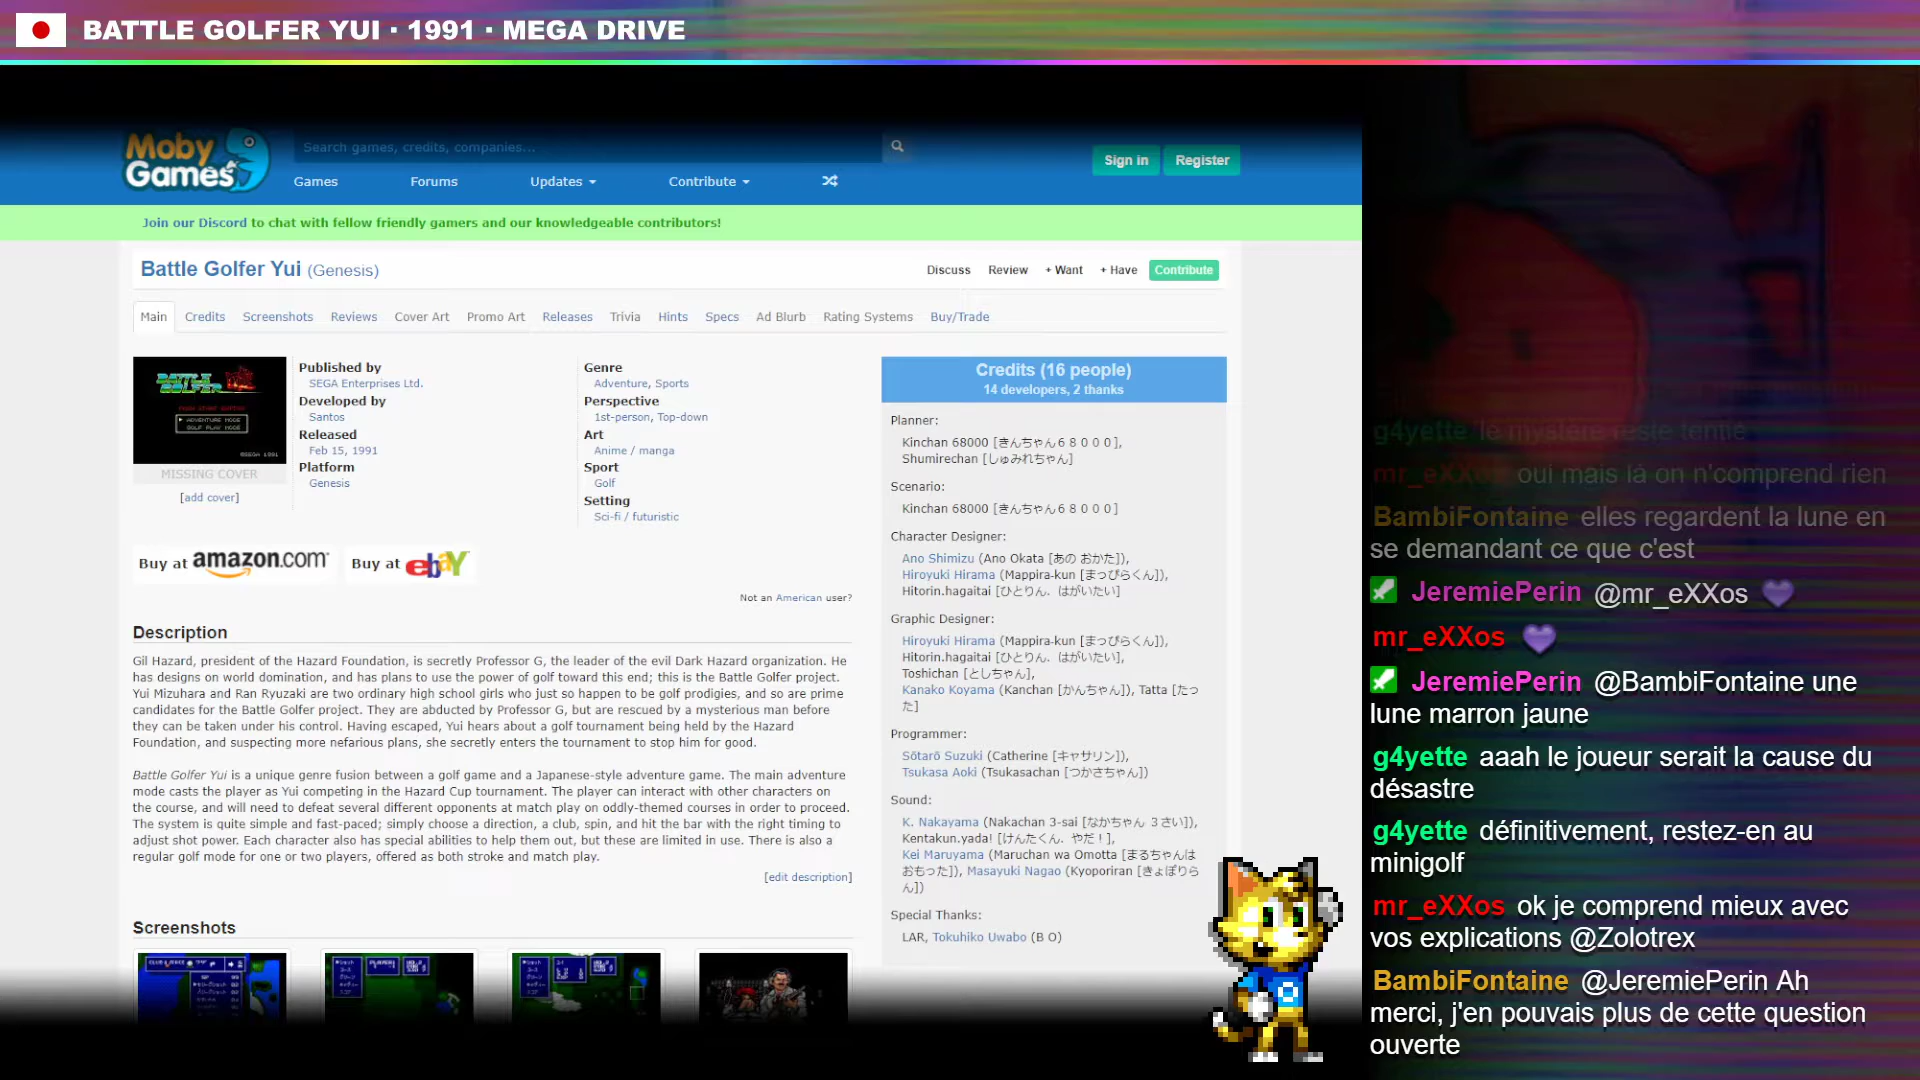 BATTLE GOLFER YUI · 1991 · MEGA DRIVE
Moby Games
Search games, credits, companies...
Games Forums Updates Contribute
Sign in Register
Join our Discord to chat with fellow friendly gamers and our knowledgeable contributors!
Battle Golfer Yui (Genesis)
Discuss Review + Want + Have Contribute
Main Credits Screenshots Reviews Cover Art Promo Art Releases Trivia Hints Specs Ad Blurb Rating Systems Buy/Trade
BATTLE GOLFER
ADVENTURE MODE
GOLF PLAY MODE
©SEGA 1991
MISSING COVER
[add cover]
Published by
SEGA Enterprises Ltd.
Developed by
Santos
Released
Feb 15, 1991
Platform
Genesis
Genre
Adventure, Sports
Perspective
1st-person, Top-down
Art
Anime / manga
Sport
Golf
Setting
Sci-fi / futuristic
Buy at amazon.com Buy at ebay
Not an American user?
Description
Gil Hazard, president of the Hazard Foundation, is secretly Professor G, the leader of the evil Dark Hazard organization. He
has designs on world domination, and has plans to use the power of golf toward this end; this is the Battle Golfer project.
Yui Mizuhara and Ran Ryuzaki are two ordinary high school girls who just so happen to be golf prodigies, and so are prime
candidates for the Battle Golfer project. They are abducted by Professor G, but are rescued by a mysterious man before
they can be taken under his control. Having escaped, Yui hears about a golf tournament being held by the Hazard
Foundation, and suspecting more nefarious plans, she secretly enters the tournament to stop him for good.
Battle Golfer Yui is a unique genre fusion between a golf game and a Japanese-style adventure game. The main adventure
mode casts the player as Yui competing in the Hazard Cup tournament. The player can interact with other characters on
the course, and will need to defeat several different opponents at match play on oddly-themed courses in order to proceed.
The system is quite simple and fast-paced; simply choose a direction, a club, spin, and hit the bar with the right timing to
adjust shot power. Each character also has special abilities to help them out, but these are limited in use. There is also a
regular golf mode for one or two players, offered as both stroke and match play.
[edit description]
Screenshots
Credits (16 people)
14 developers, 2 thanks
Planner:
Kinchan 68000 [きんちゃん６８０００],
Shumirechan [しゅみれちゃん]
Scenario:
Kinchan 68000 [きんちゃん６８０００]
Character Designer:
Ano Shimizu (Ano Okata [あの おかた]),
Hiroyuki Hirama (Mappira-kun [まっぴらくん]),
Hitorin.hagaitai [ひとりん、はがいたい]
Graphic Designer:
Hiroyuki Hirama (Mappira-kun [まっぴらくん]),
Hitorin.hagaitai [ひとりん、はがいたい],
Toshichan [としちゃん],
Kanako Koyama (Kanchan [かんちゃん]), Tatta [たっ
た]
Programmer:
Sōtarō Suzuki (Catherine [キャサリン]),
Tsukasa Aoki (Tsukasachan [つかさちゃん])
Sound:
K. Nakayama (Nakachan 3-sai [なかちゃん ３さい]),
Kentakun.yada! [けんたくん、やだ！],
Kei Maruyama (Maruchan wa Omotta [まるちゃんは
おもった]), Masayuki Nagao (Kyoporiran [きょぽりら
ん])
Special Thanks:
LAR, Tokuhiko Uwabo (B O)
g4yette le mystere reste tentié
mr_eXXos oui mais là on n'comprend rien
BambiFontaine elles regardent la lune en
se demandant ce que c'est
JeremiePerin @mr_eXXos
mr_eXXos
JeremiePerin @BambiFontaine une
lune marron jaune
g4yette aaah le joueur serait la cause du
désastre
g4yette définitivement, restez-en au
minigolf
mr_eXXos ok je comprend mieux avec
vos explications @Zolotrex
BambiFontaine @JeremiePerin Ah
merci, j'en pouvais plus de cette question
ouverte